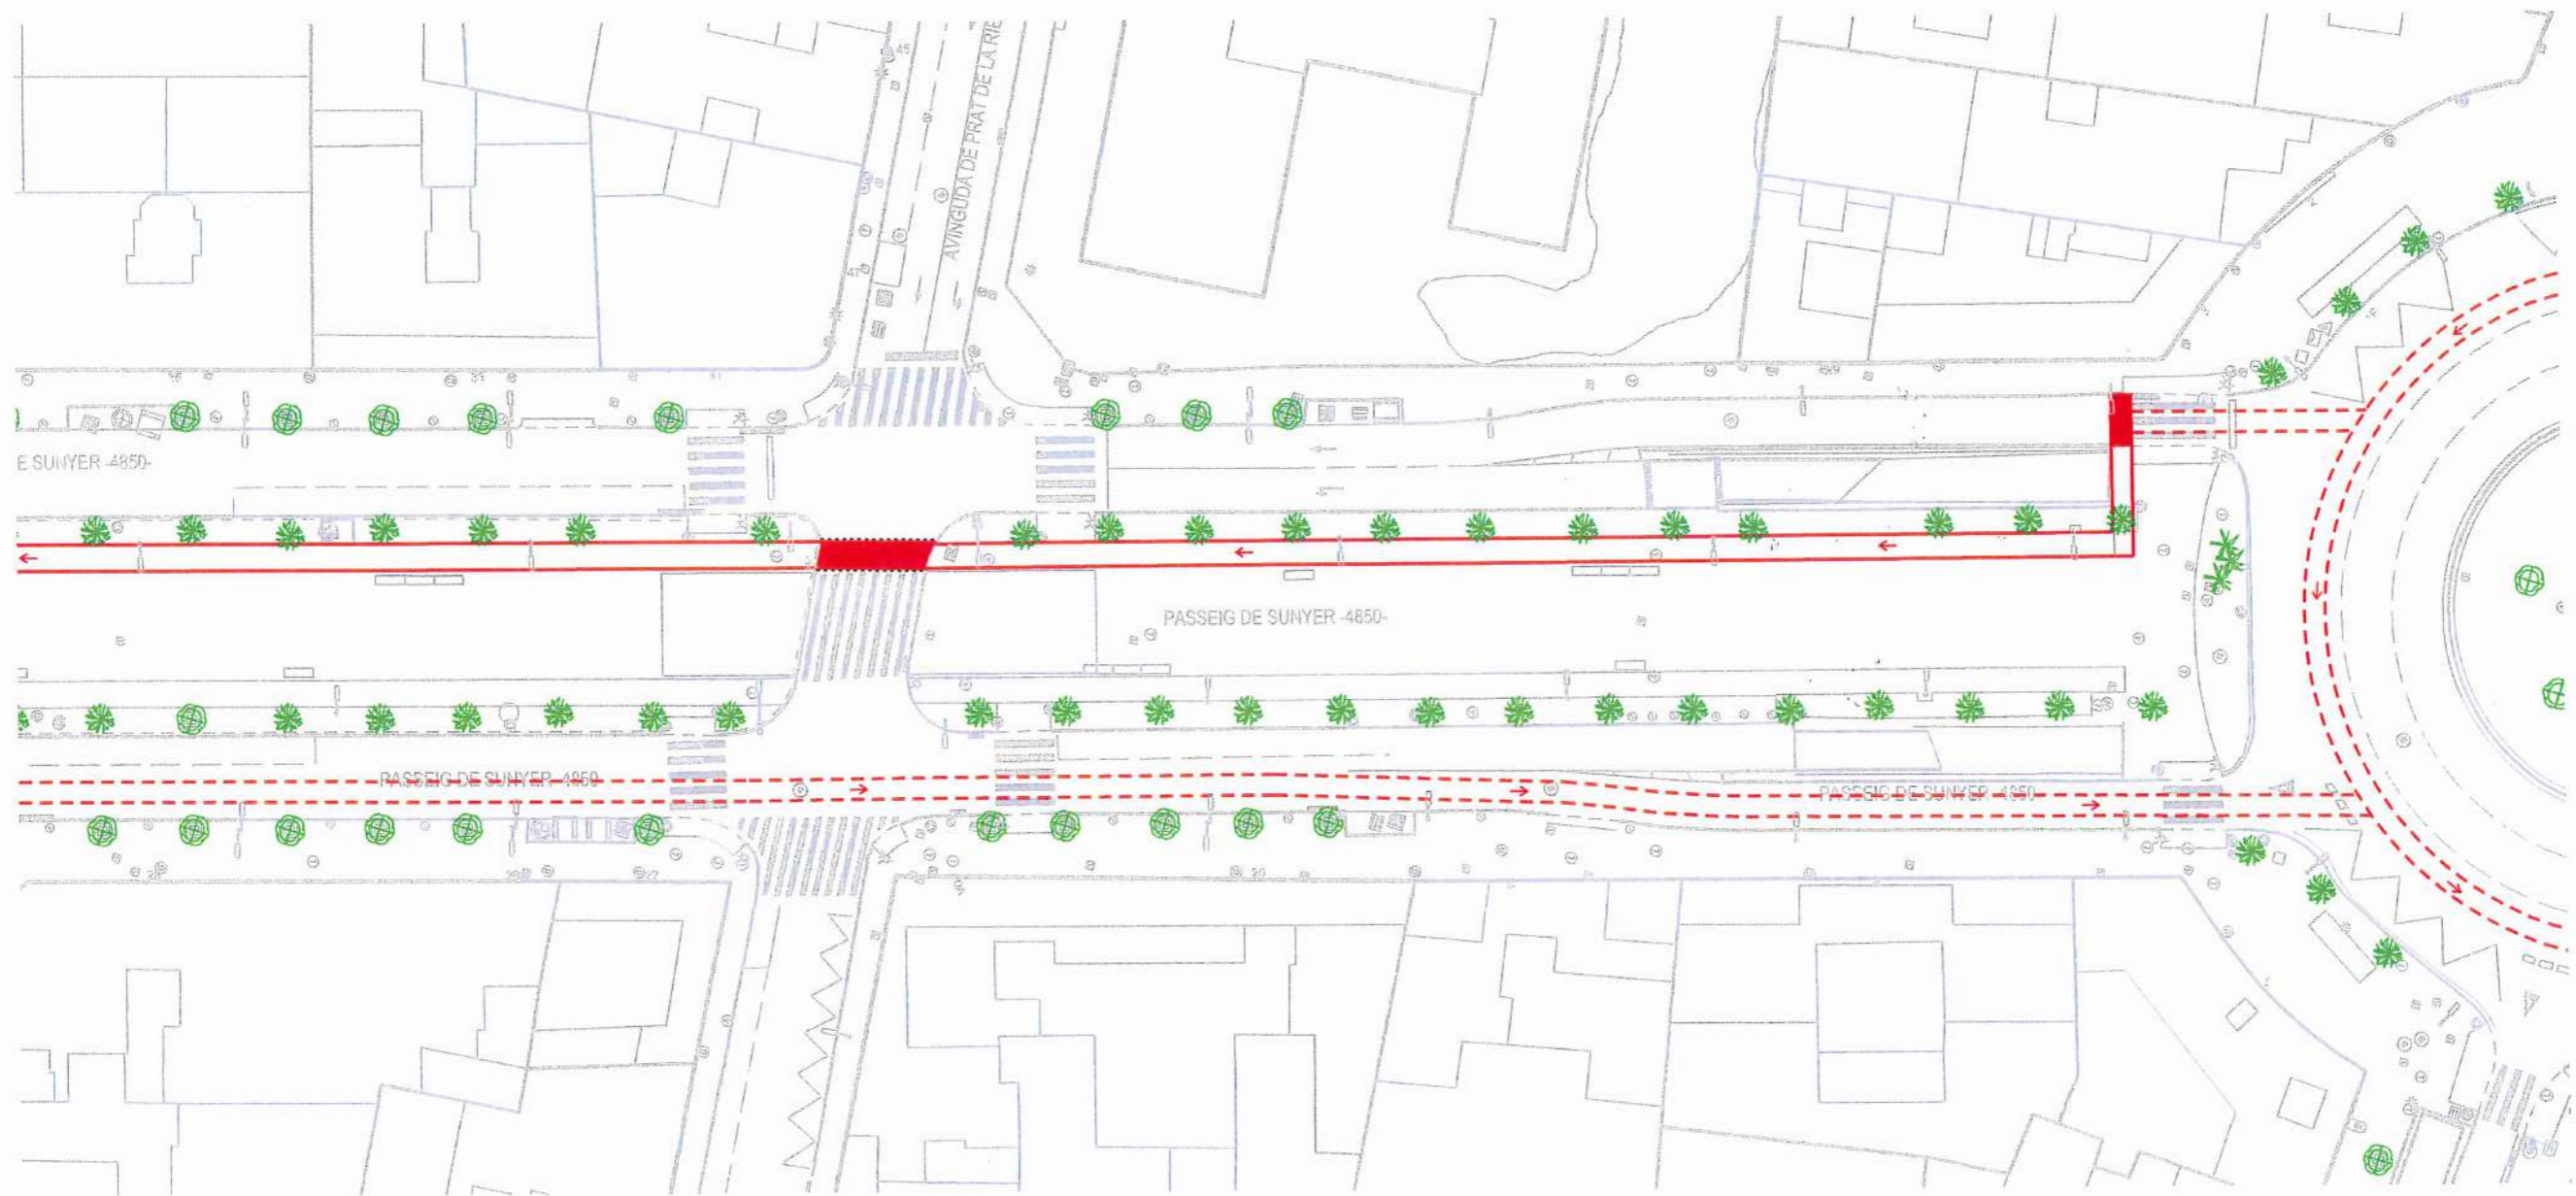 AVINGUDA DE PRAT DE LA RIE
E SUNYER -4850-
PASSEIG DE SUNYER -4850-
PASSEIG DE SUNYER -4850-
PASSEIG DE SUNYER -4850-